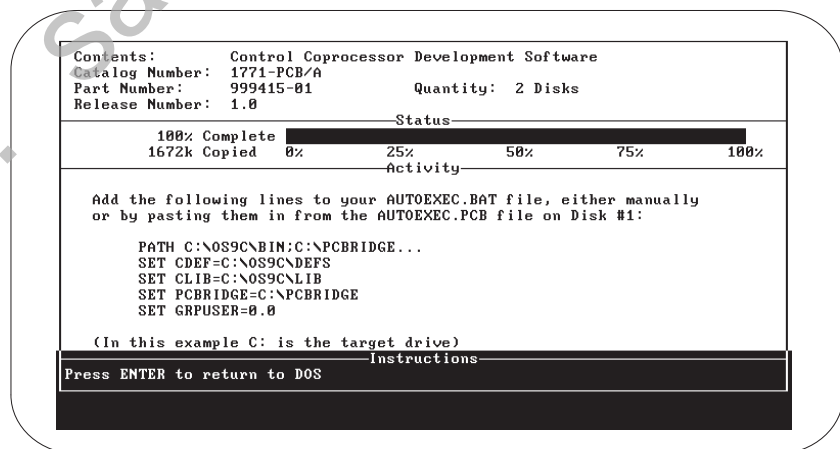 Contents: Control Coprocessor Development Software
Catalog Number: 1771-PCB/A
Part Number: 999415-01 Quantity: 2 Disks
Release Number: 1.0
Status
100% Complete
1672k Copied 0% 25% 50% 75% 100%
Activity
Add the following lines to your AUTOEXEC.BAT file, either manually
or by pasting them in from the AUTOEXEC.PCB file on Disk #1:
PATH C:\OS9C\BIN;C:\PCBRIDGE...
SET CDEF=C:\OS9C\DEFS
SET CLIB=C:\OS9C\LIB
SET PCBRIDGE=C:\PCBRIDGE
SET GRPUSER=0.0
(In this example C: is the target drive)
Instructions
Press ENTER to return to DOS